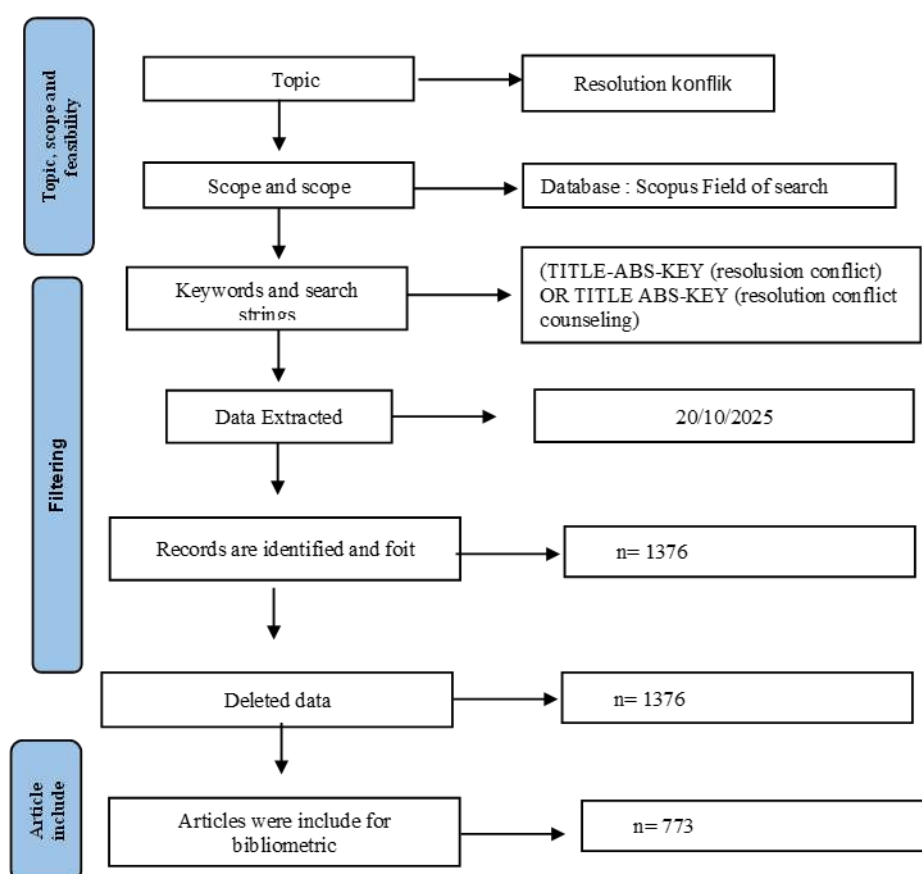 Topic, scope and
feasibility
Topic
Resolution konflik
Scope and scope
Database : Scopus Field of search
Filtering
Keywords and search
strings
(TITLE-ABS-KEY (resolusion conflict)
OR TITLE ABS-KEY (resolution conflict
counseling)
Data Extracted
20/10/2025
Records are identified and foit
n= 1376
Deleted data
n= 1376
Article
include
Articles were include for
bibliometric
n= 773